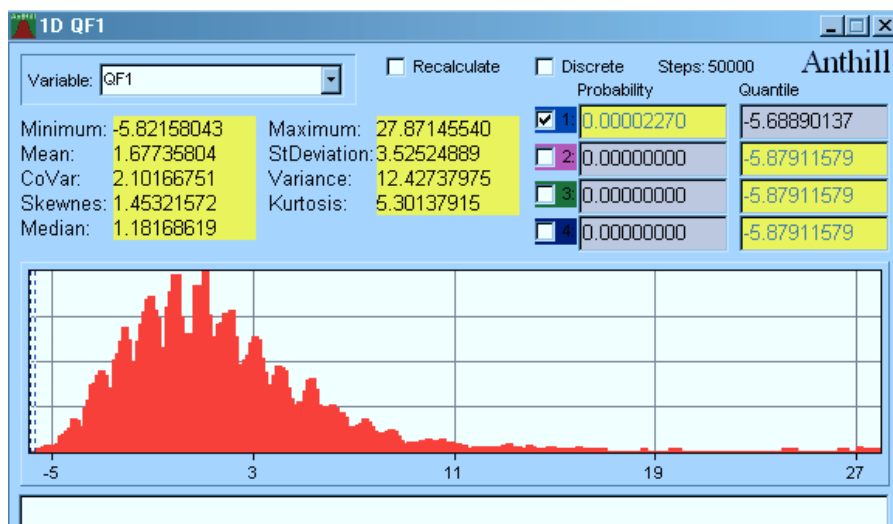 Anthill
1D QF1
Variable: QF1
Recalculate
Discrete
Steps: 50000
Anthill
Probability
Quantile
1: 0.00002270 -5.68890137
2: 0.00000000 -5.87911579
3: 0.00000000 -5.87911579
4: 0.00000000 -5.87911579
Minimum: -5.82158043 Maximum: 27.87145540
Mean: 1.67735804 StDeviation: 3.52524889
CoVar: 2.10166751 Variance: 12.42737975
Skewnes: 1.45321572 Kurtosis: 5.30137915
Median: 1.18168619
-5 3 11 19 27